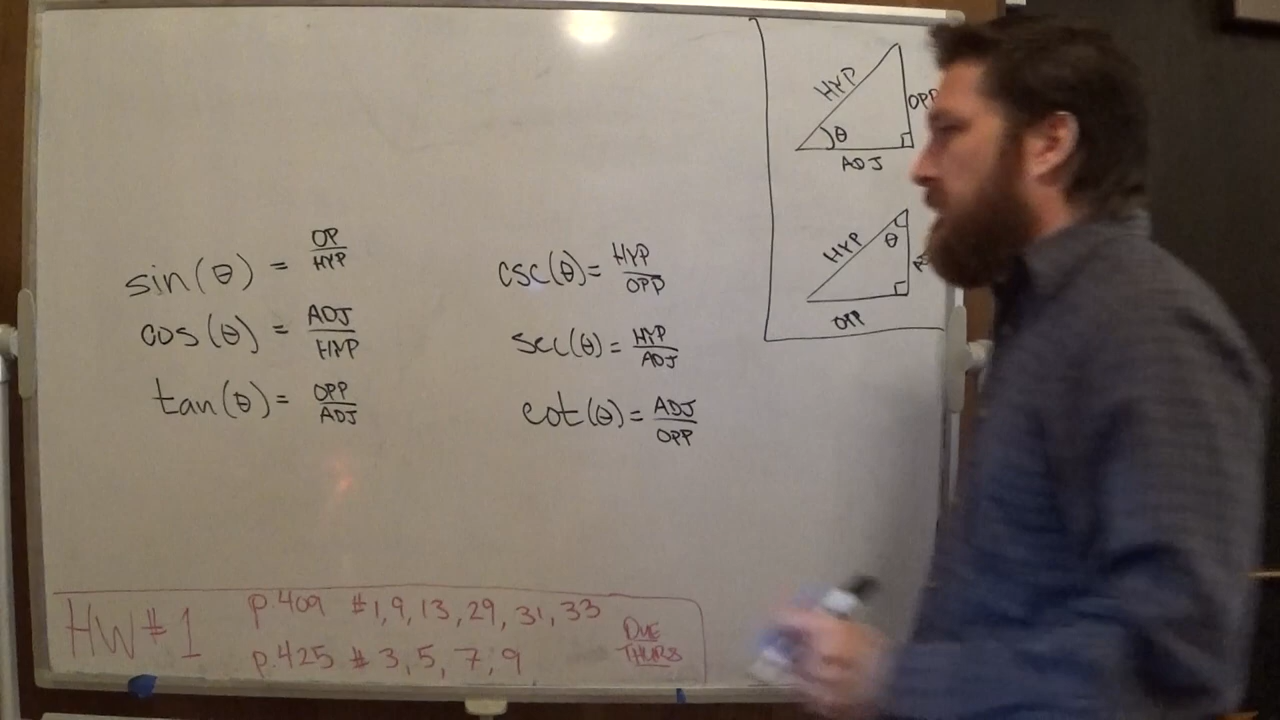 sin(θ) = OP/HYP
cos(θ) = ADJ/HYP
tan(θ) = OPP/ADJ
csc(θ) = HYP/OPP
sec(θ) = HYP/ADJ
cot(θ) = ADJ/OPP
HYP
OPP
θ
ADJ
HYP
θ
OPP
HW #1
p.409 #1, 9, 13, 29, 31, 33
p.425 # 3, 5, 7, 9
DUE
THURS